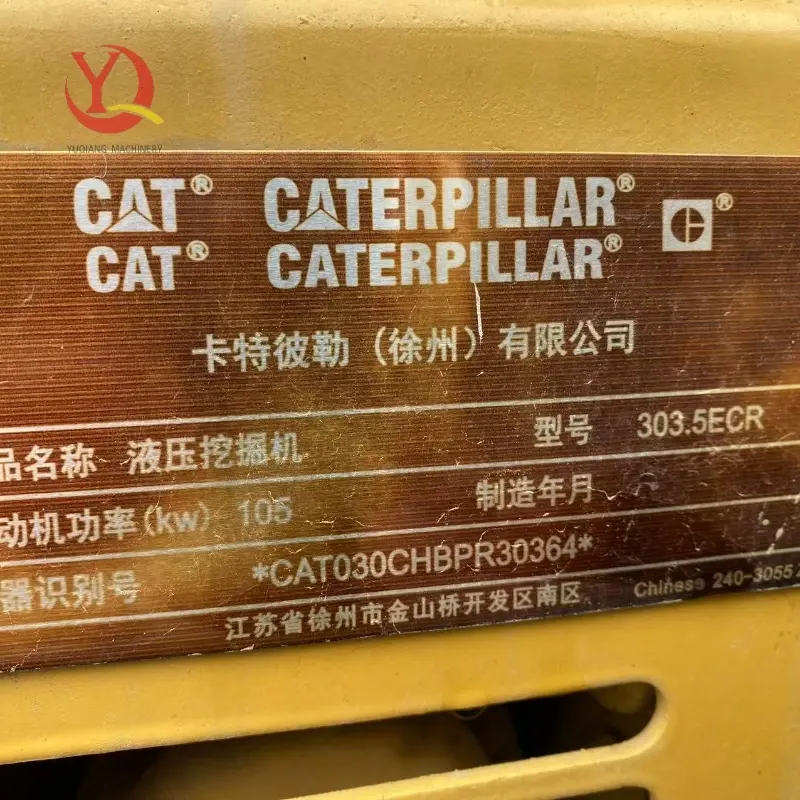 YUQIANG MACHINERY
CAT® CATERPILLAR®
CAT® CATERPILLAR®
卡特彼勒（徐州）有限公司
品名称 液压挖掘机 型号 303.5ECR
动机功率(kw) 105 制造年月
器识别号 *CAT030CHBPR30364*
江苏省徐州市金山桥开发区南区 Chinese 240-3055